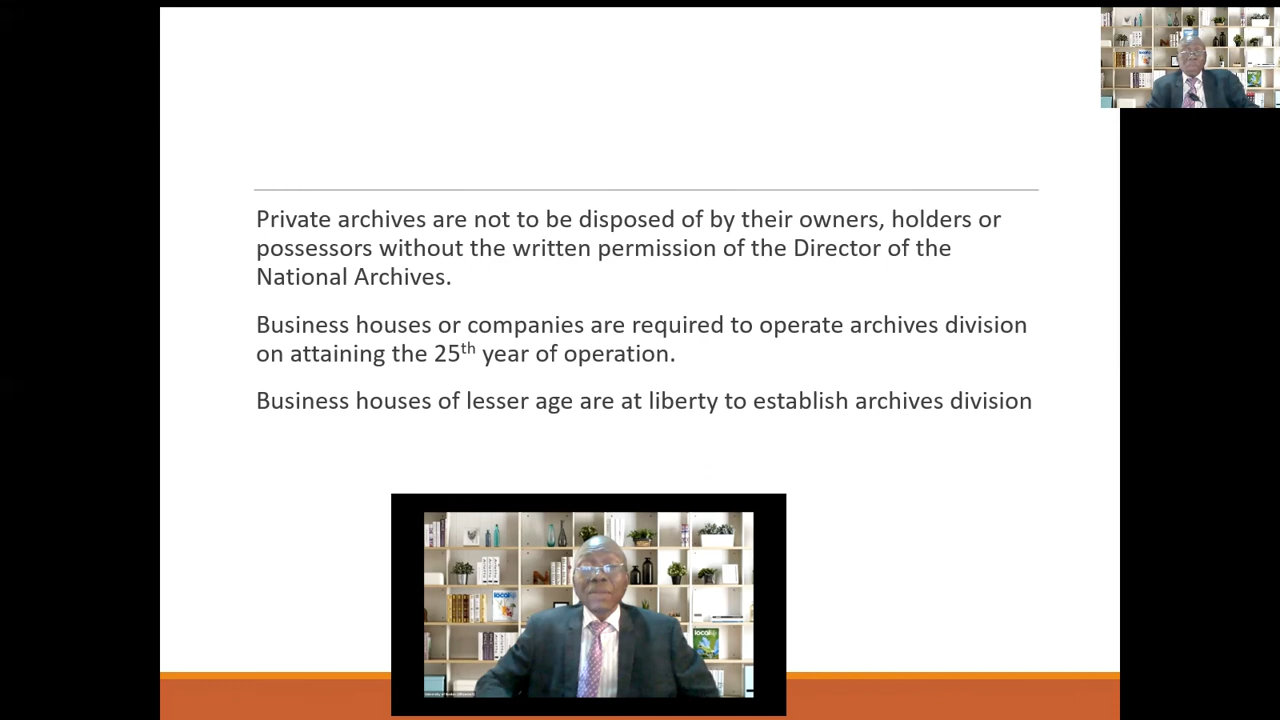 Private archives are not to be disposed of by their owners, holders or
possessors without the written permission of the Director of the
National Archives.
Business houses or companies are required to operate archives division
on attaining the 25th year of operation.
Business houses of lesser age are at liberty to establish archives division
local
local